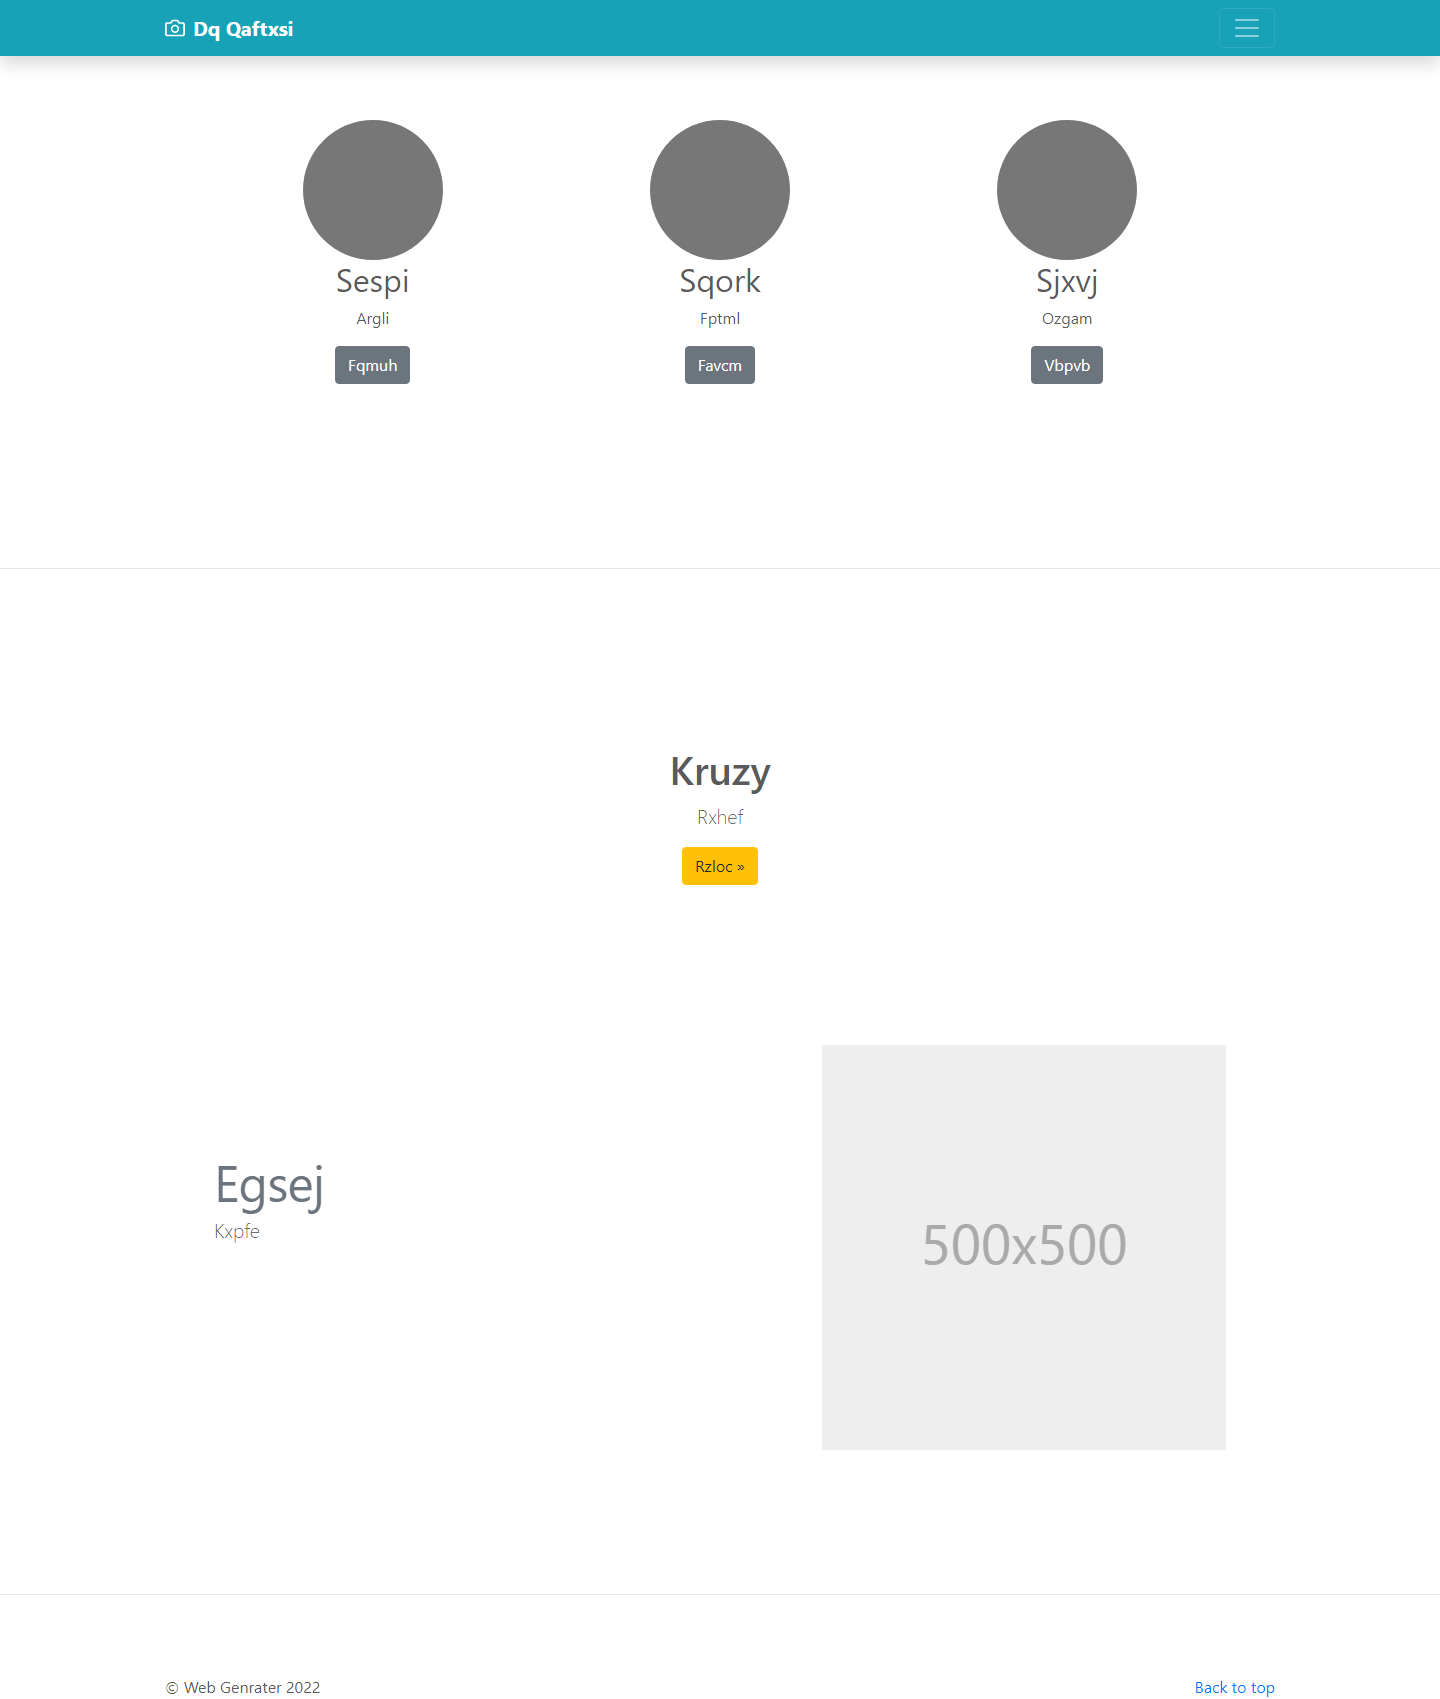 Dq Qaftxsi
Sespi
Argli
Fqmuh
Sqork
Fptml
Favcm
Sjxvj
Ozgam
Vbpvb
Kruzy
Rxhef
Rzloc »
Egsej
Kxpfe
500x500
© Web Genrater 2022
Back to top